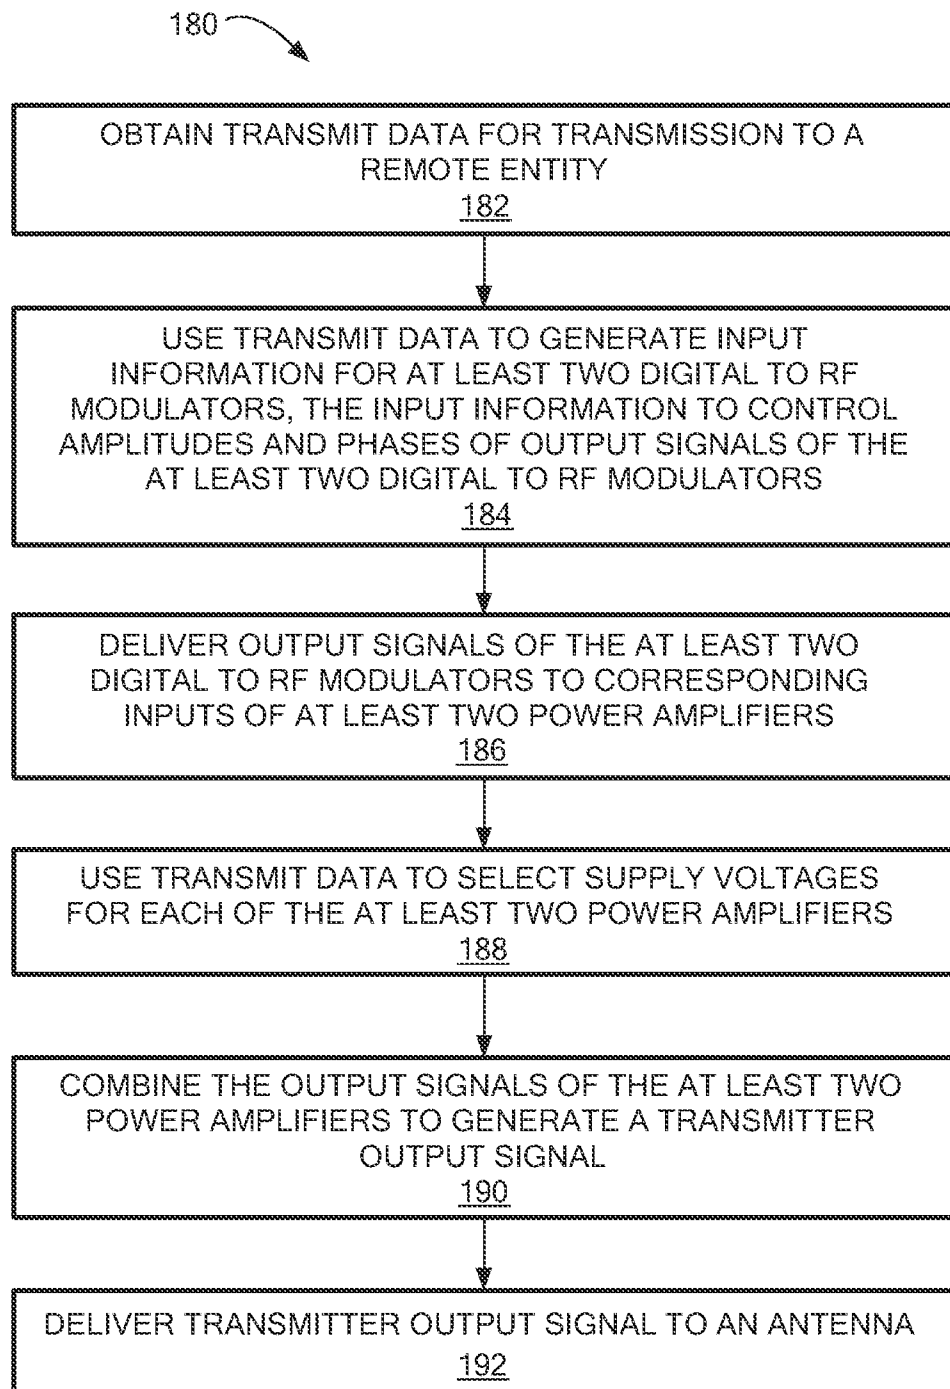 180
OBTAIN TRANSMIT DATA FOR TRANSMISSION TO A
REMOTE ENTITY
182
USE TRANSMIT DATA TO GENERATE INPUT
INFORMATION FOR AT LEAST TWO DIGITAL TO RF
MODULATORS, THE INPUT INFORMATION TO CONTROL
AMPLITUDES AND PHASES OF OUTPUT SIGNALS OF THE
AT LEAST TWO DIGITAL TO RF MODULATORS
184
DELIVER OUTPUT SIGNALS OF THE AT LEAST TWO
DIGITAL TO RF MODULATORS TO CORRESPONDING
INPUTS OF AT LEAST TWO POWER AMPLIFIERS
186
USE TRANSMIT DATA TO SELECT SUPPLY VOLTAGES
FOR EACH OF THE AT LEAST TWO POWER AMPLIFIERS
188
COMBINE THE OUTPUT SIGNALS OF THE AT LEAST TWO
POWER AMPLIFIERS TO GENERATE A TRANSMITTER
OUTPUT SIGNAL
190
DELIVER TRANSMITTER OUTPUT SIGNAL TO AN ANTENNA
192